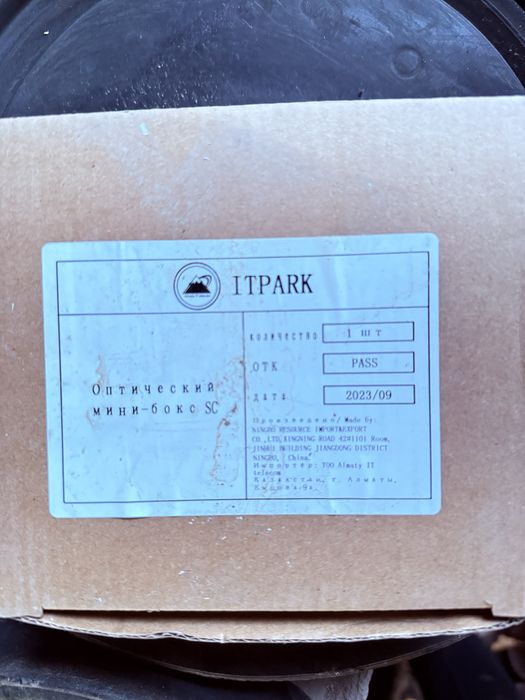 ITPARK
Оптический
мини-бокс SC
количество 1 шт
ОТК PASS
дата 2023/09
Произведено/ Made by:
NINGBO RESOURCE IMPORT&EXPORT
CO.,LTD, XINGNING ROAD 42#1101 Room,
JINHUI BUILDING JIANGDONG DISTRICT
NINGBO, China.
Импортёр: ТОО Almaty IT
telecom
Казахстан, г. Алматы,